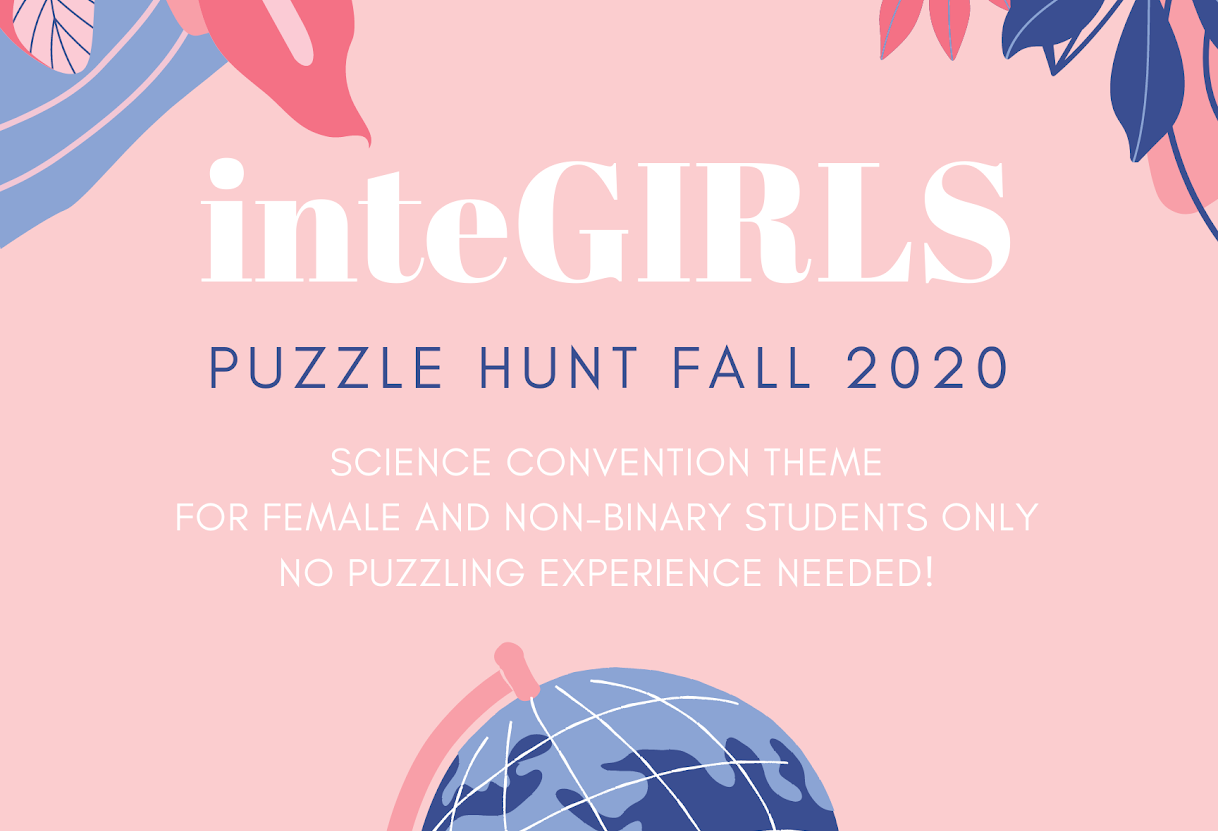 inteGIRLS
PUZZLE HUNT FALL 2020
SCIENCE CONVENTION THEME
FOR FEMALE AND NON-BINARY STUDENTS ONLY
NO PUZZLING EXPERIENCE NEEDED!